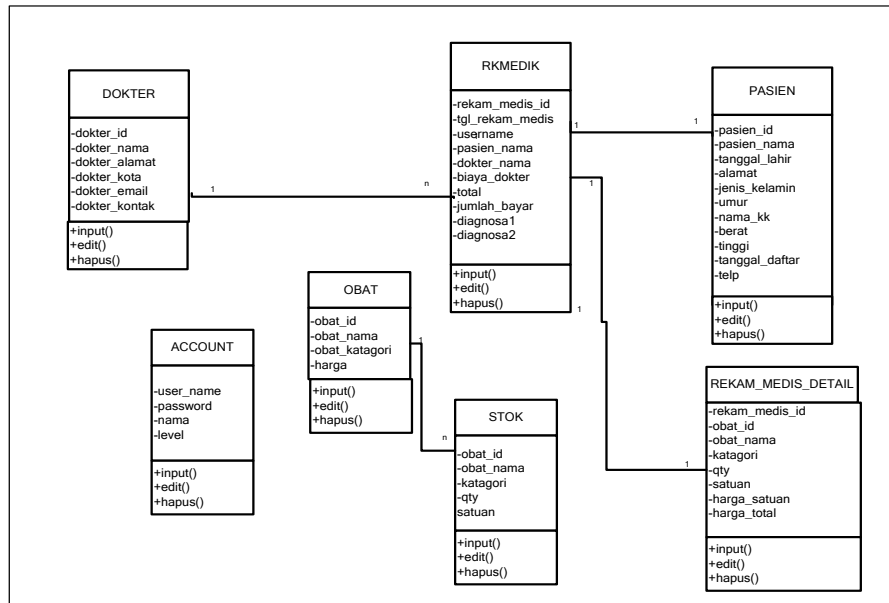 DOKTER
-dokter_id
-dokter_nama
-dokter_alamat
-dokter_kota
-dokter_email
-dokter_kontak
+input()
+edit()
+hapus()
1
n
RKMEDIK
-rekam_medis_id
-tgl_rekam_medis
-username
-pasien_nama
-dokter_nama
-biaya_dokter
-total
-jumlah_bayar
-diagnosa1
-diagnosa2
+input()
+edit()
+hapus()
1
1
1
1
PASIEN
-pasien_id
-pasien_nama
-tanggal_lahir
-alamat
-jenis_kelamin
-umur
-nama_kk
-berat
-tinggi
-tanggal_daftar
-telp
+input()
+edit()
+hapus()
OBAT
-obat_id
-obat_nama
-obat_katagori
-harga
+input()
+edit()
+hapus()
1
n
ACCOUNT
-user_name
-password
-nama
-level
+input()
+edit()
+hapus()
STOK
-obat_id
-obat_nama
-katagori
-qty
satuan
+input()
+edit()
+hapus()
1
REKAM_MEDIS_DETAIL
-rekam_medis_id
-obat_id
-obat_nama
-katagori
-qty
-satuan
-harga_satuan
-harga_total
+input()
+edit()
+hapus()